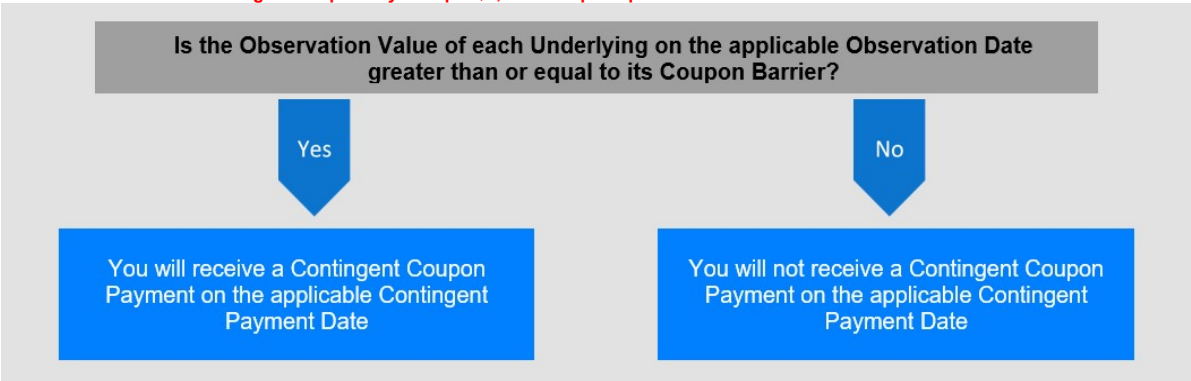 Is the Observation Value of each Underlying on the applicable Observation Date
greater than or equal to its Coupon Barrier?
Yes
No
You will receive a Contingent Coupon
Payment on the applicable Contingent
Payment Date
You will not receive a Contingent Coupon
Payment on the applicable Contingent
Payment Date